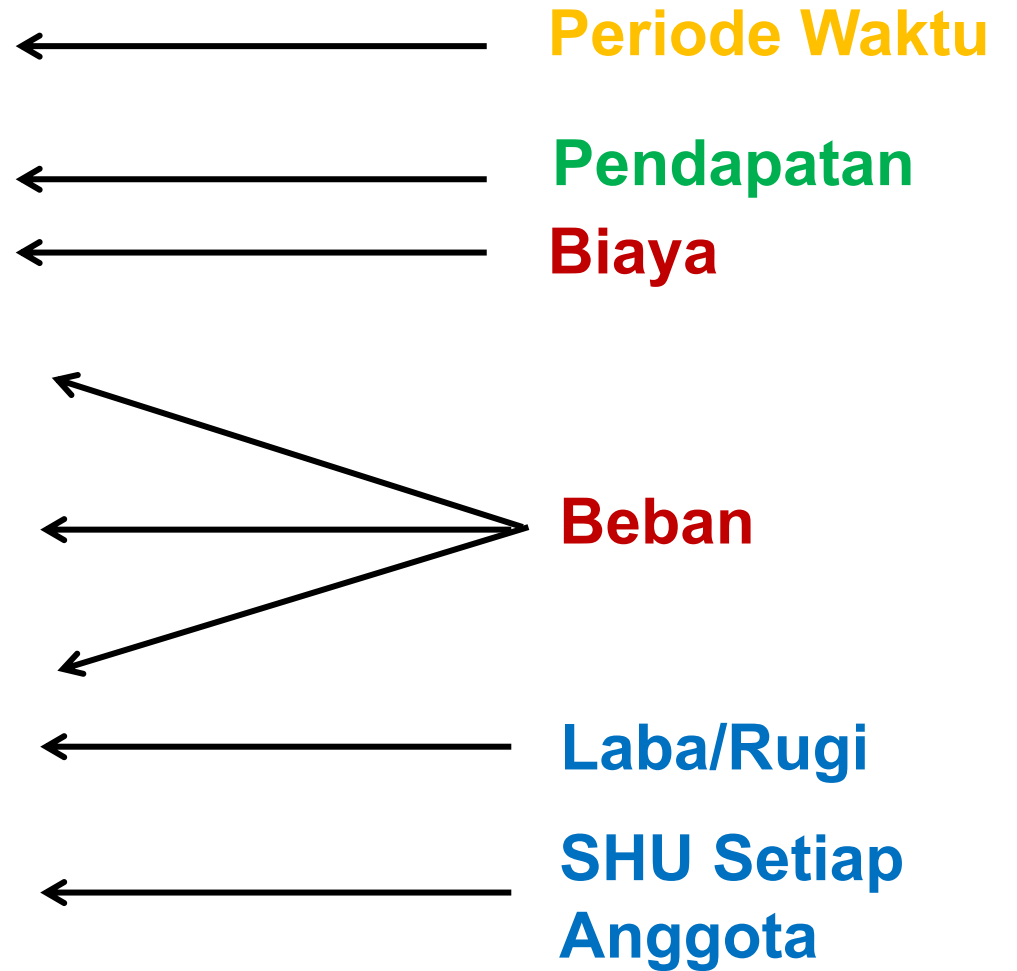 Periode Waktu
Pendapatan
Biaya
Beban
Laba/Rugi
SHU Setiap
Anggota